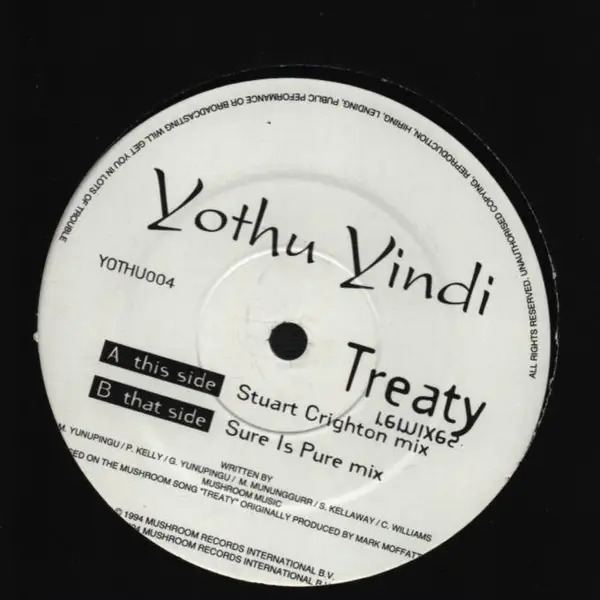 ALL RIGHTS RESERVED. UNAUTHORISED COPYING, REPRODUCTION, HIRING, LENDING, PUBLIC PEFORMANCE OR BROADCASTING WILL GET YOU IN LOTS OF TROUBLE
Yothu Yindi
YOTHU004
Treaty
remixes
A this side
Stuart Crighton mix
B that side
Sure Is Pure mix
WRITTEN BY
M. YUNUPINGU / P. KELLY / G. YUNUPINGU / M. MUNUNGGURR / S. KELLAWAY / C. WILLIAMS
MUSHROOM MUSIC
ON THE MUSHROOM SONG "TREATY" ORIGINALLY PRODUCED BY MARK MOFFATT
© 1994 MUSHROOM RECORDS INTERNATIONAL B.V.
MUSHROOM RECORDS INTERNATIONAL B.V.